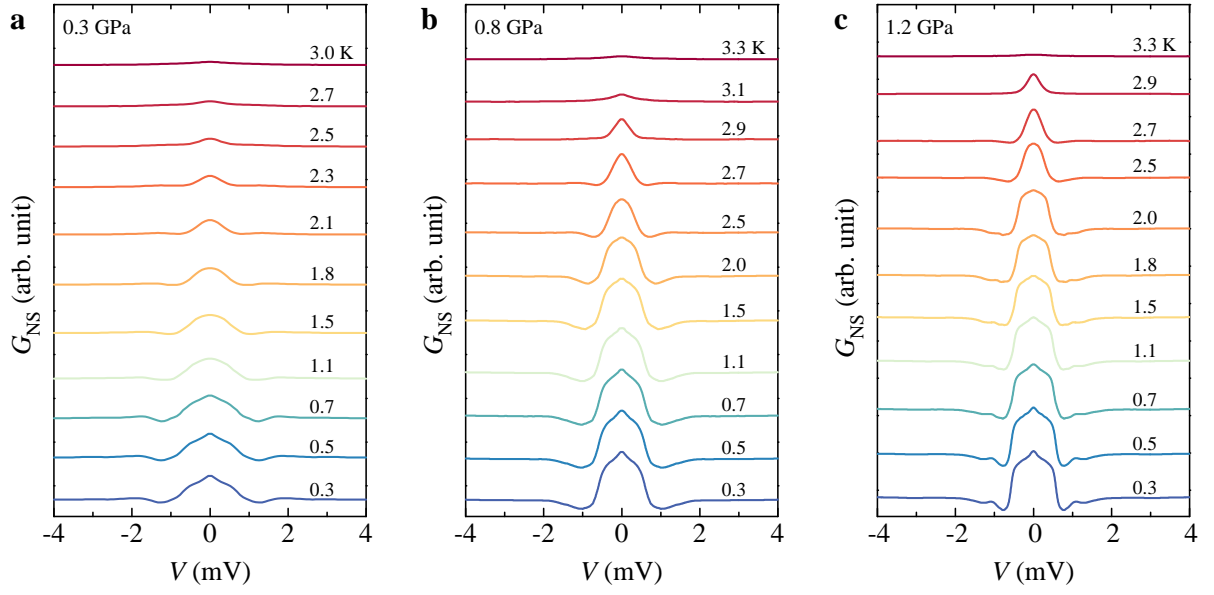 a
0.3 GPa
3.0 K
2.7
2.5
2.3
2.1
1.8
1.5
1.1
0.7
0.5
0.3
G_NS (arb. unit)
-4 -2 0 2 4
V (mV)
b
0.8 GPa
3.3 K
3.1
2.9
2.7
2.5
2.0
1.5
1.1
0.7
0.5
0.3
G_NS (arb. unit)
-4 -2 0 2 4
V (mV)
c
1.2 GPa
3.3 K
2.9
2.7
2.5
2.0
1.8
1.5
1.1
0.7
0.5
0.3
G_NS (arb. unit)
-4 -2 0 2 4
V (mV)